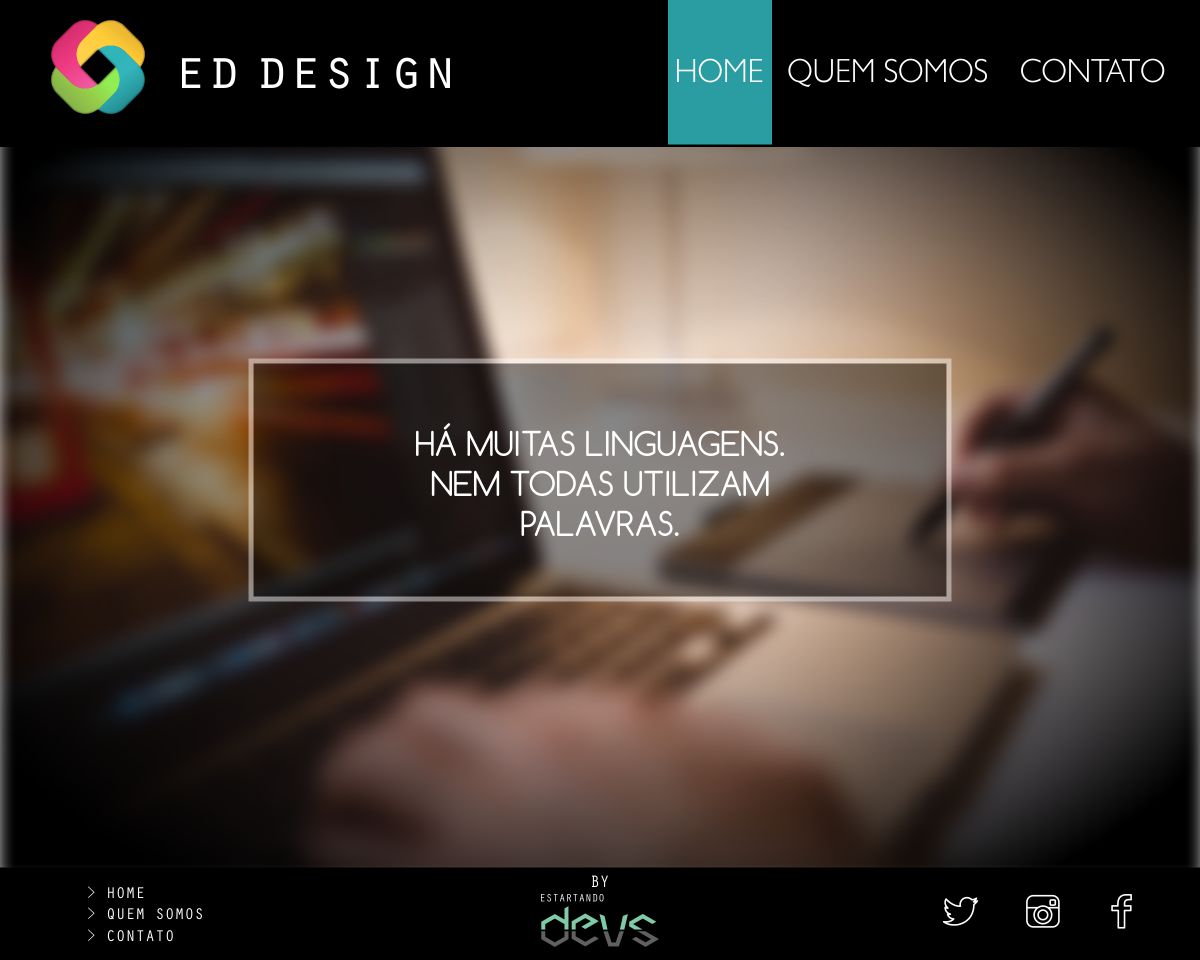 ED DESIGN
HOME
QUEM SOMOS
CONTATO
HÁ MUITAS LINGUAGENS.
NEM TODAS UTILIZAM
PALAVRAS.
> HOME
> QUEM SOMOS
> CONTATO
BY
ESTARTANDO
devs